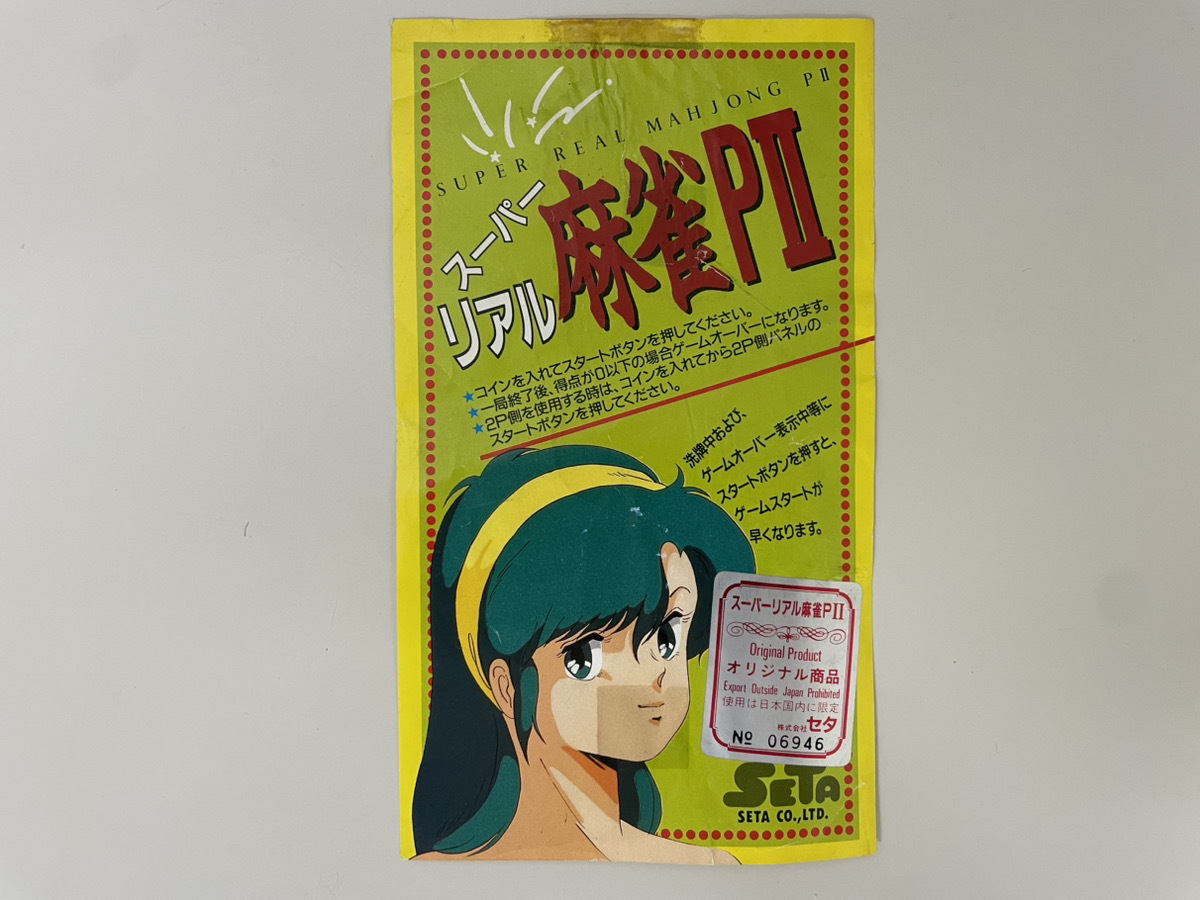 SUPER REAL MAHJONG PII
スーパー
リアル
麻雀PII
★コインを入れてスタートボタンを押してください。
★一局終了後、得点が0以下の場合ゲームオーバーになります。
★2P側を使用する時は、コインを入れてから2P側パネルの
スタートボタンを押してください。
洗牌中および、
ゲームオーバー表示中等に
スタートボタンを押すと、
ゲームスタートが
早くなります。
スーパーリアル麻雀PII
Original Product
オリジナル商品
Export Outside Japan Prohibited
使用は日本国内に限定
株式会社 セタ
№ 06946
SETA
SETA CO.,LTD.